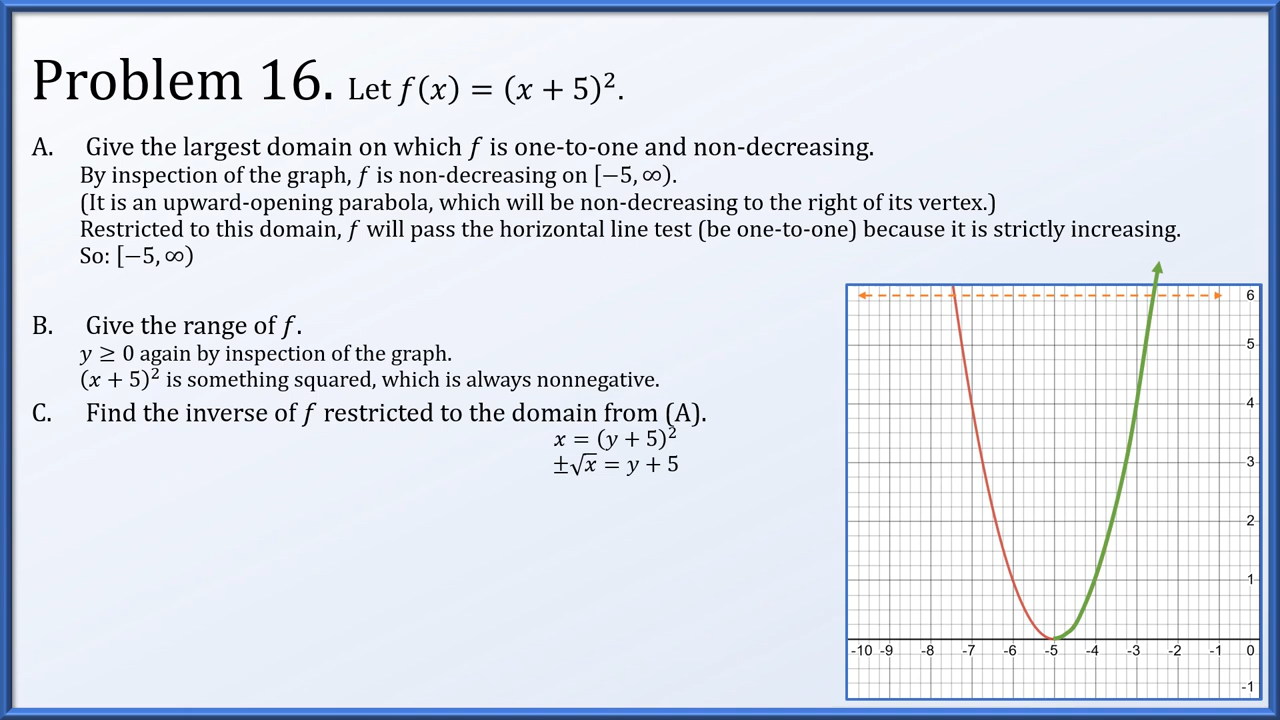 Problem 16. Let f(x) = (x + 5)².
A. Give the largest domain on which f is one-to-one and non-decreasing.
By inspection of the graph, f is non-decreasing on [−5, ∞).
(It is an upward-opening parabola, which will be non-decreasing to the right of its vertex.)
Restricted to this domain, f will pass the horizontal line test (be one-to-one) because it is strictly increasing.
So: [−5, ∞)
B. Give the range of f.
y ≥ 0 again by inspection of the graph.
(x + 5)² is something squared, which is always nonnegative.
C. Find the inverse of f restricted to the domain from (A).
x = (y + 5)²
±√x = y + 5
6
5
4
3
2
1
-10 -9 -8 -7 -6 -5 -4 -3 -2 -1 0
-1